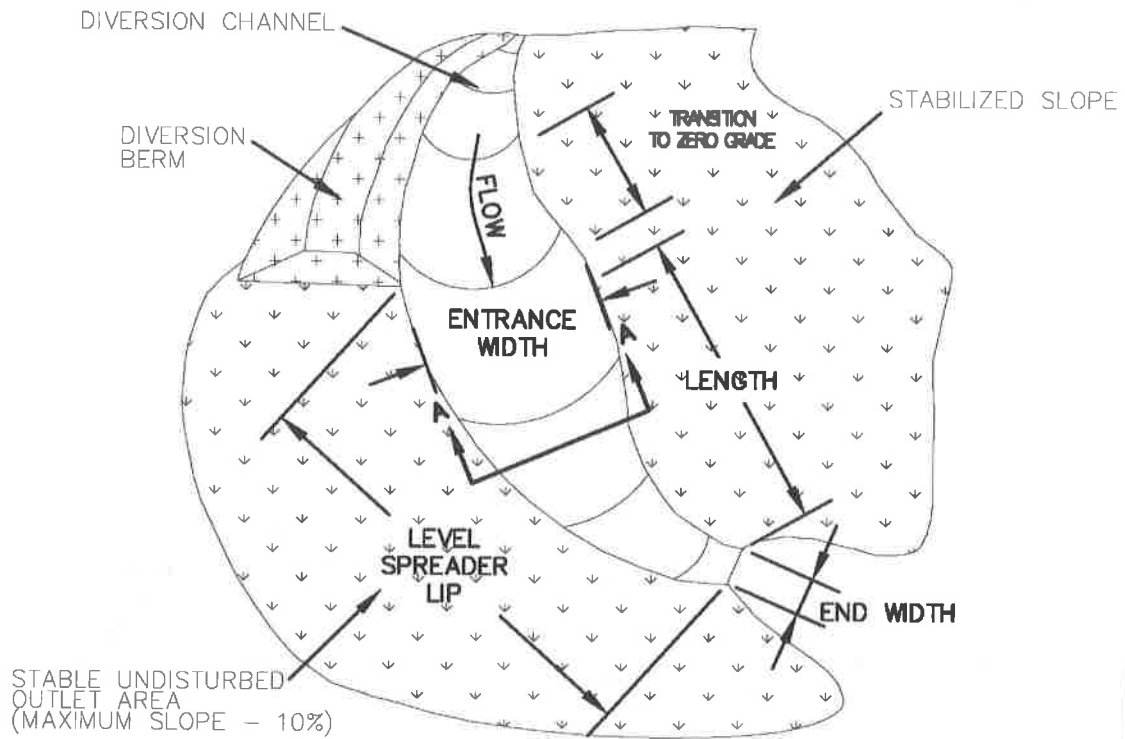 DIVERSION CHANNEL
STABILIZED SLOPE
TRANSITION
TO ZERO GRADE
DIVERSION
BERM
FLOW
ENTRANCE
WIDTH
A
A
LENGTH
LEVEL
SPREADER
LIP
END WIDTH
STABLE UNDISTURBED
OUTLET AREA
(MAXIMUM SLOPE - 10%)